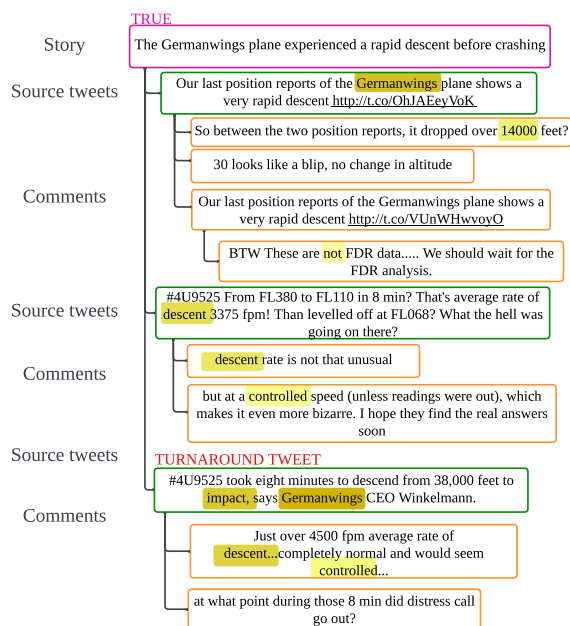 TRUE
Story
The Germanwings plane experienced a rapid descent before crashing
Source tweets
Our last position reports of the Germanwings plane shows a
very rapid descent http://t.co/OhJAEeyVoK
So between the two position reports, it dropped over 14000 feet?
30 looks like a blip, no change in altitude
Comments
Our last position reports of the Germanwings plane shows a
very rapid descent http://t.co/VUnWHwvoyO
BTW These are not FDR data..... We should wait for the
FDR analysis.
Source tweets
#4U9525 From FL380 to FL110 in 8 min? That's average rate of
descent 3375 fpm! Than levelled off at FL068? What the hell was
going on there?
Comments
descent rate is not that unusual
but at a controlled speed (unless readings were out), which
makes it even more bizarre. I hope they find the real answers
soon
Source tweets
TURNAROUND TWEET
#4U9525 took eight minutes to descend from 38,000 feet to
impact, says Germanwings CEO Winkelmann.
Comments
Just over 4500 fpm average rate of
descent...completely normal and would seem
controlled...
at what point during those 8 min did distress call
go out?